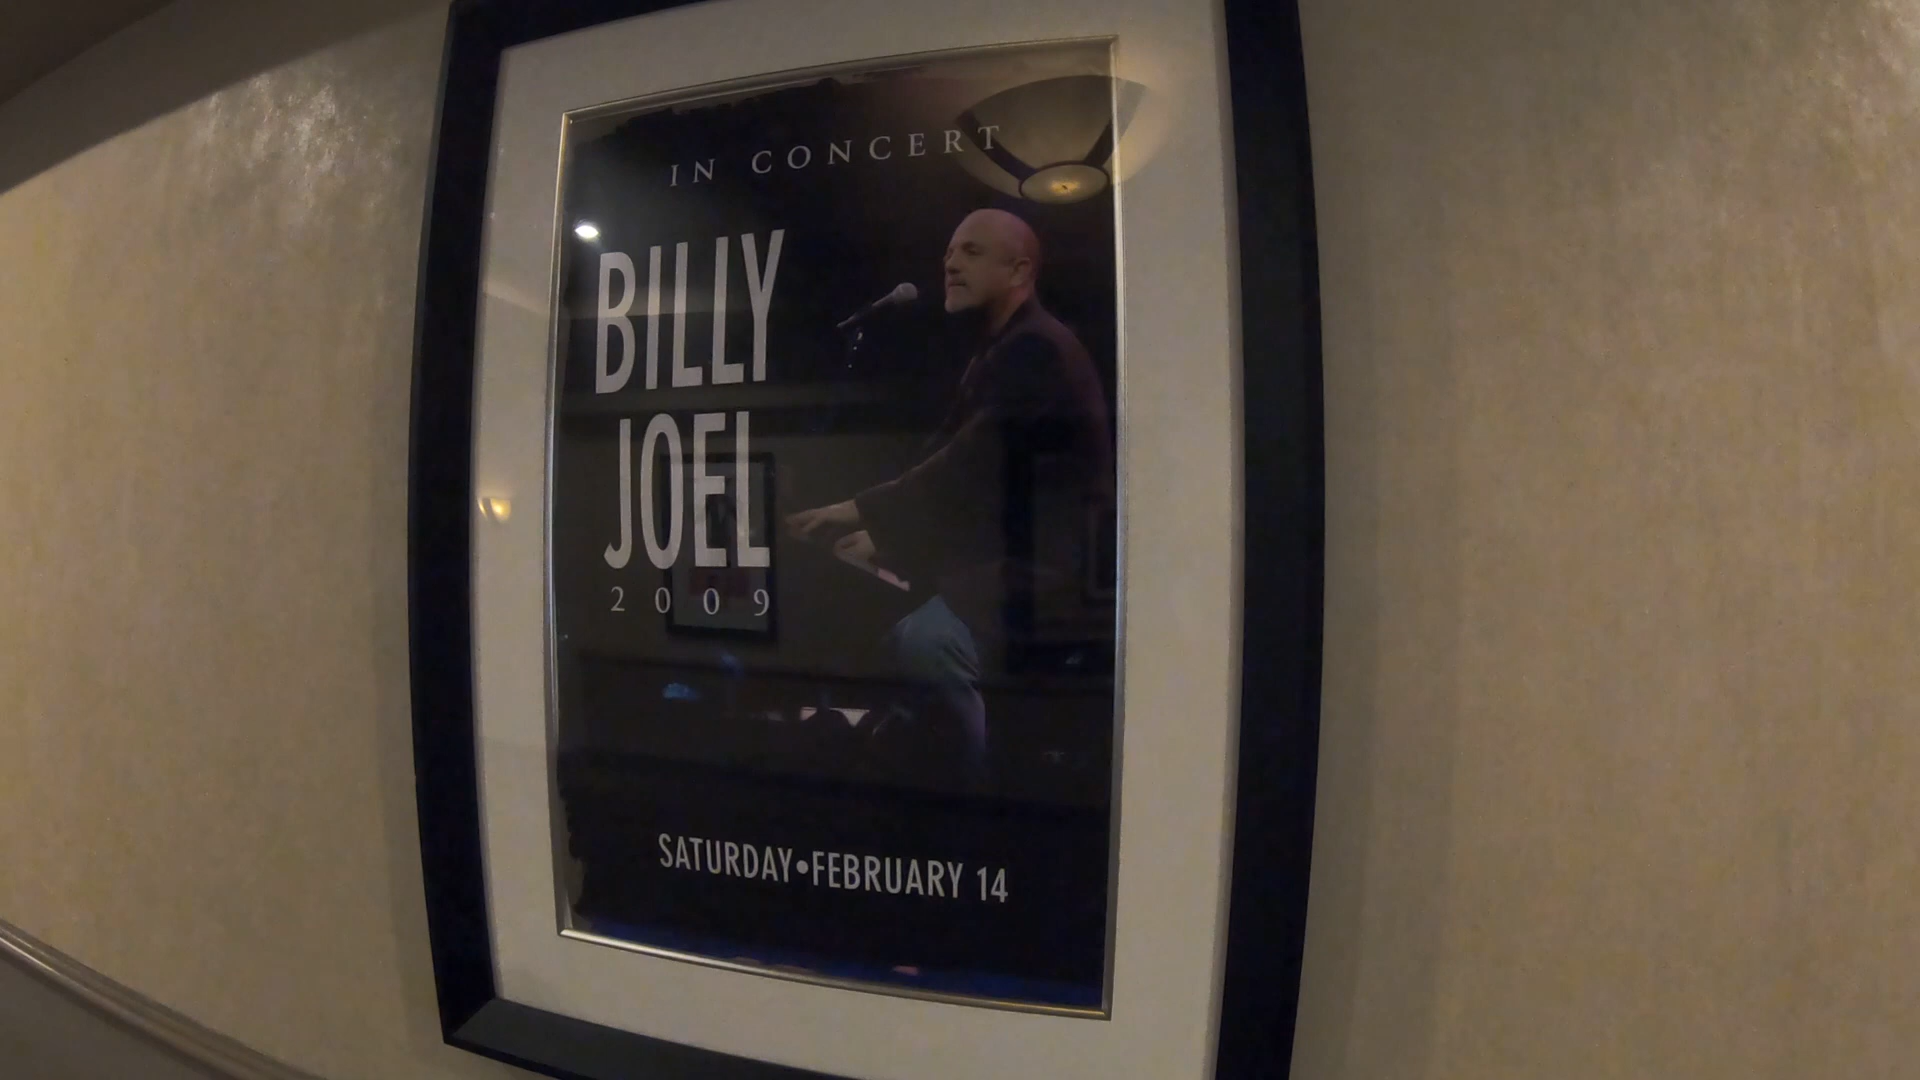 IN CONCERT
BILLY
JOEL
2009
SATURDAY•FEBRUARY 14